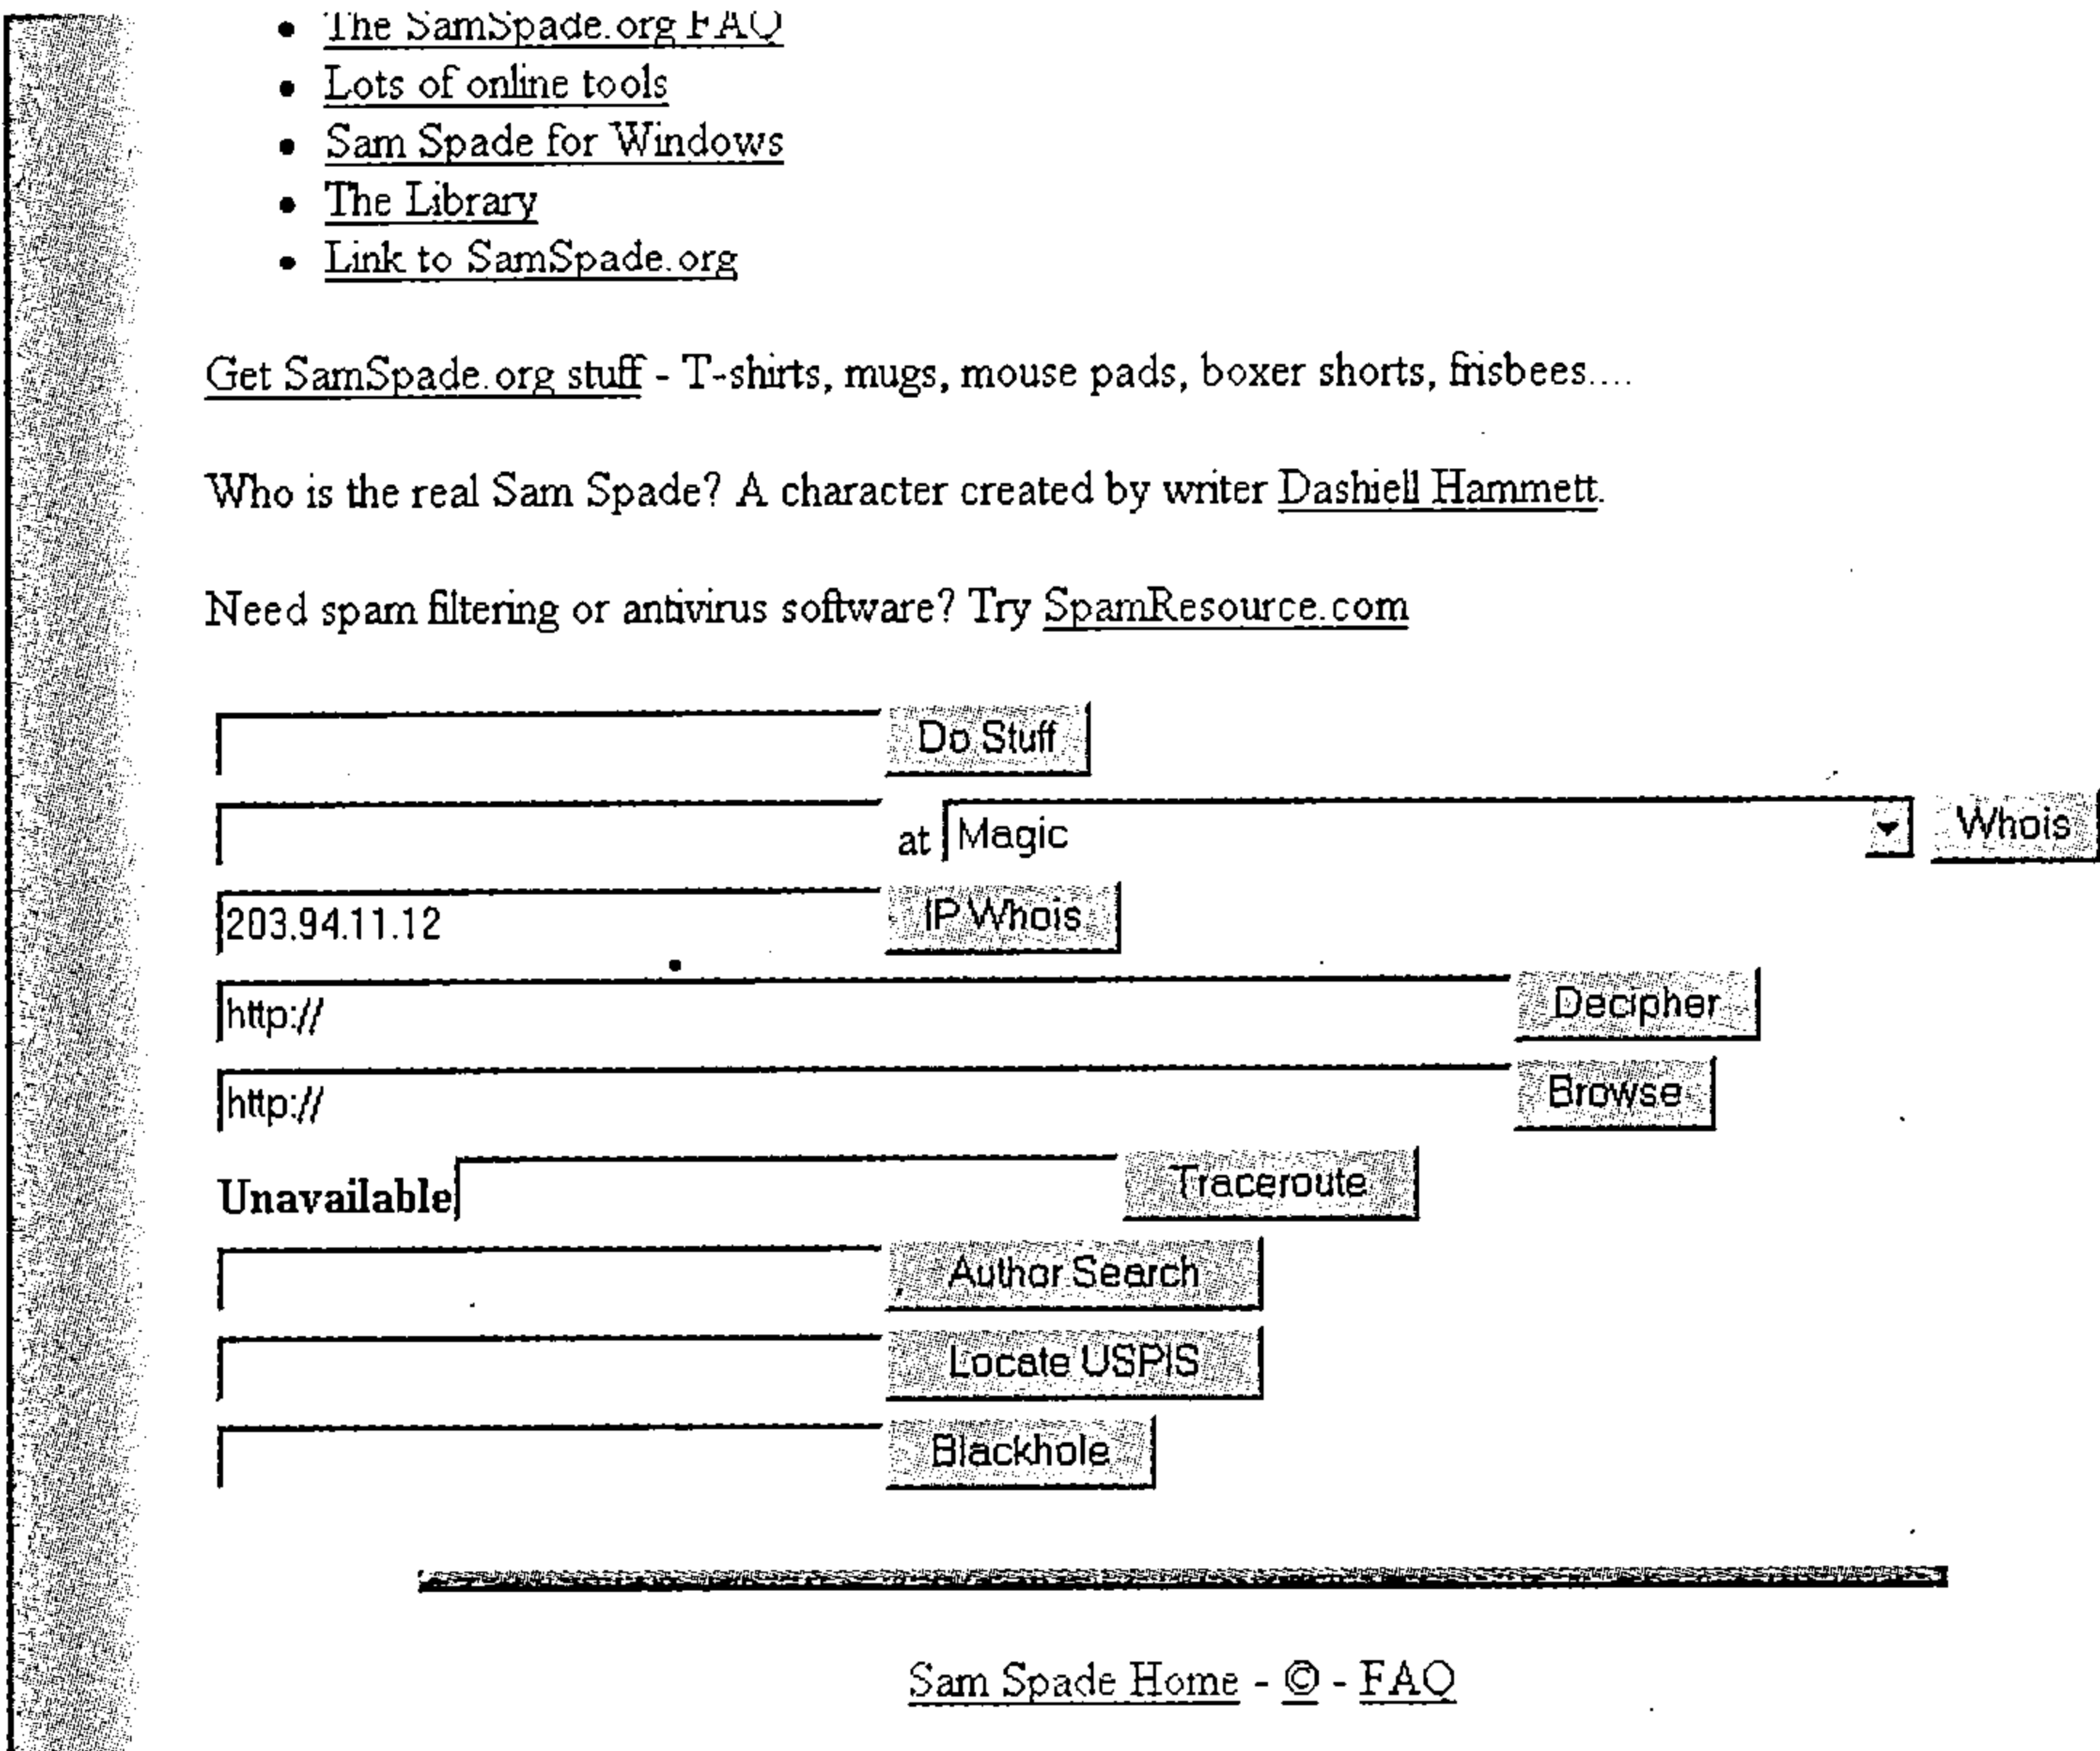 The SamSpade.org FAQ
Lots of online tools
Sam Spade for Windows
The Library
Link to SamSpade.org
Get SamSpade.org stuff - T-shirts, mugs, mouse pads, boxer shorts, frisbees....
Who is the real Sam Spade? A character created by writer Dashiell Hammett.
Need spam filtering or antivirus software? Try SpamResource.com
Do Stuff
at Magic Whois
203.94.11.12 IP Whois
http:// Decipher
http:// Browse
Unavailable Traceroute
Author Search
Locate USPIS
Blackhole
Sam Spade Home - © - FAQ